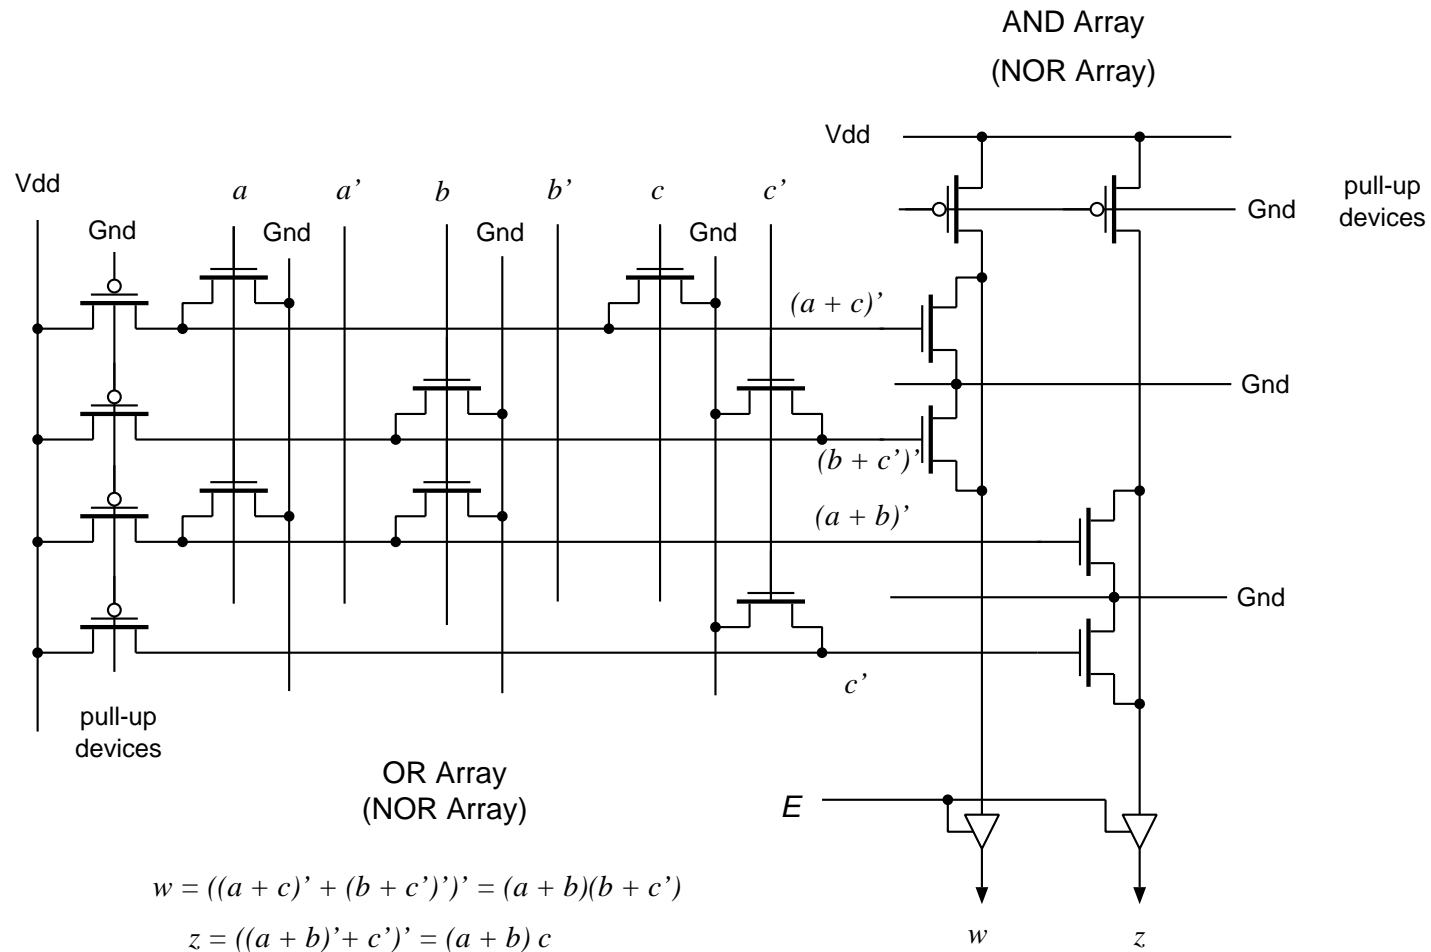 AND Array
(NOR Array)
Vdd
Vdd
a
a’
b
b’
c
c’
pull-up
devices
Gnd
Gnd
Gnd
Gnd
Gnd
(a + c)’
Gnd
(b + c’)’
(a + b)’
Gnd
c’
pull-up
devices
OR Array
(NOR Array)
E
w = ((a + c)’ + (b + c’)’)’ = (a + b)(b + c’)
z = ((a + b)’+ c’)’ = (a + b) c
w
z